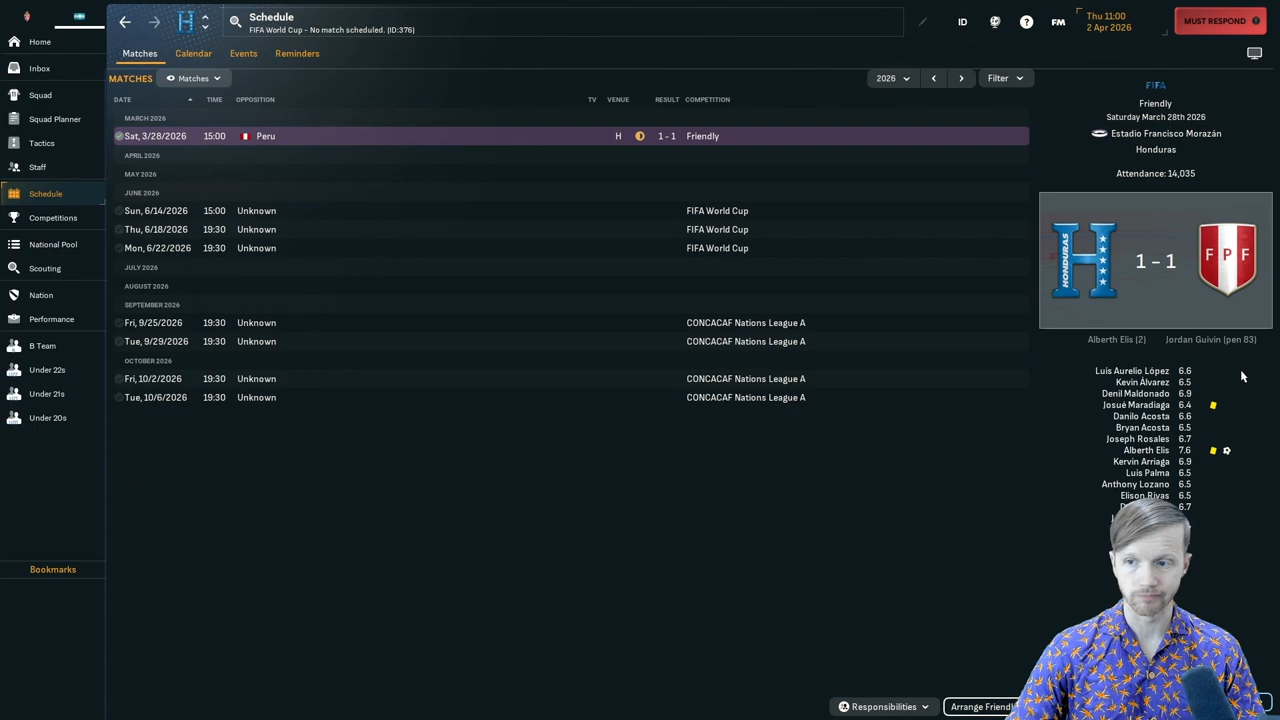 Schedule
FIFA World Cup - No match scheduled. (ID:376)
ID
FM
Thu 11:00
2 Apr 2026
MUST RESPOND
Home
Inbox
Squad
Squad Planner
Tactics
Staff
Schedule
Competitions
National Pool
Scouting
Nation
Performance
B Team
Under 22s
Under 21s
Under 20s
Bookmarks
Matches Calendar Events Reminders
MATCHES Matches
2026 Filter
DATE TIME OPPOSITION TV VENUE RESULT COMPETITION
MARCH 2026
Sat, 3/28/2026 15:00 Peru H 1 - 1 Friendly
APRIL 2026
MAY 2026
JUNE 2026
Sun, 6/14/2026 15:00 Unknown FIFA World Cup
Thu, 6/18/2026 19:30 Unknown FIFA World Cup
Mon, 6/22/2026 19:30 Unknown FIFA World Cup
JULY 2026
AUGUST 2026
SEPTEMBER 2026
Fri, 9/25/2026 19:30 Unknown CONCACAF Nations League A
Tue, 9/29/2026 19:30 Unknown CONCACAF Nations League A
OCTOBER 2026
Fri, 10/2/2026 19:30 Unknown CONCACAF Nations League A
Tue, 10/6/2026 19:30 Unknown CONCACAF Nations League A
FIFA
Friendly
Saturday March 28th 2026
Estadio Francisco Morazán
Honduras
Attendance: 14,035
HONDURAS 1 - 1 FPF
Alberth Elis (2) Jordan Guivin (pen 83)
Luis Aurelio López 6.6
Kevin Álvarez 6.5
Denil Maldonado 6.9
Josué Maradiaga 6.4
Danilo Acosta 6.6
Bryan Acosta 6.5
Joseph Rosales 6.7
Alberth Elis 7.6
Kervin Arriaga 6.9
Luis Palma 6.5
Anthony Lozano 6.5
Elison Rivas 6.5
6.7
Responsibilities Arrange